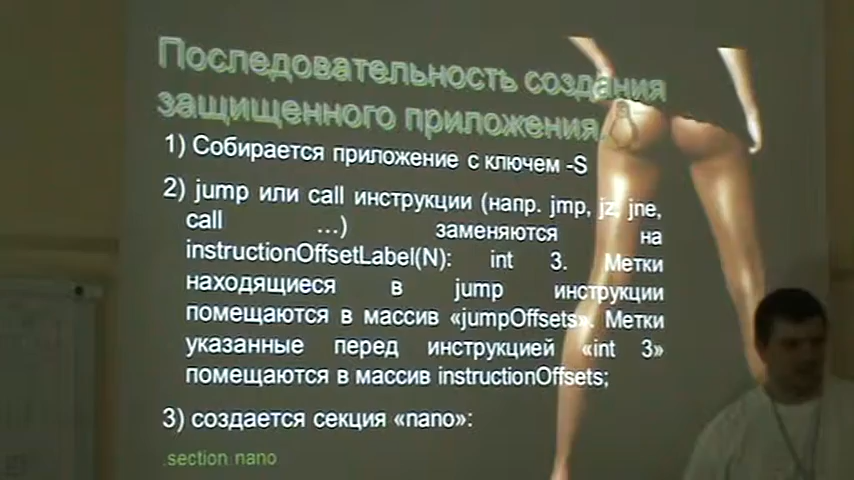 Последовательность создания
защищенного приложения
1) Собирается приложение с ключем -S
2) jump или call инструкции (напр. jmp, jz, jne,
call ...) заменяются на
instructionOffsetLabel(N): int 3. Метки
находящиеся в jump инструкции
помещаются в массив «jumpOffsets». Метки
указанные перед инструкцией «int 3»
помещаются в массив instructionOffsets;
3) создается секция «nano»:
.section nano